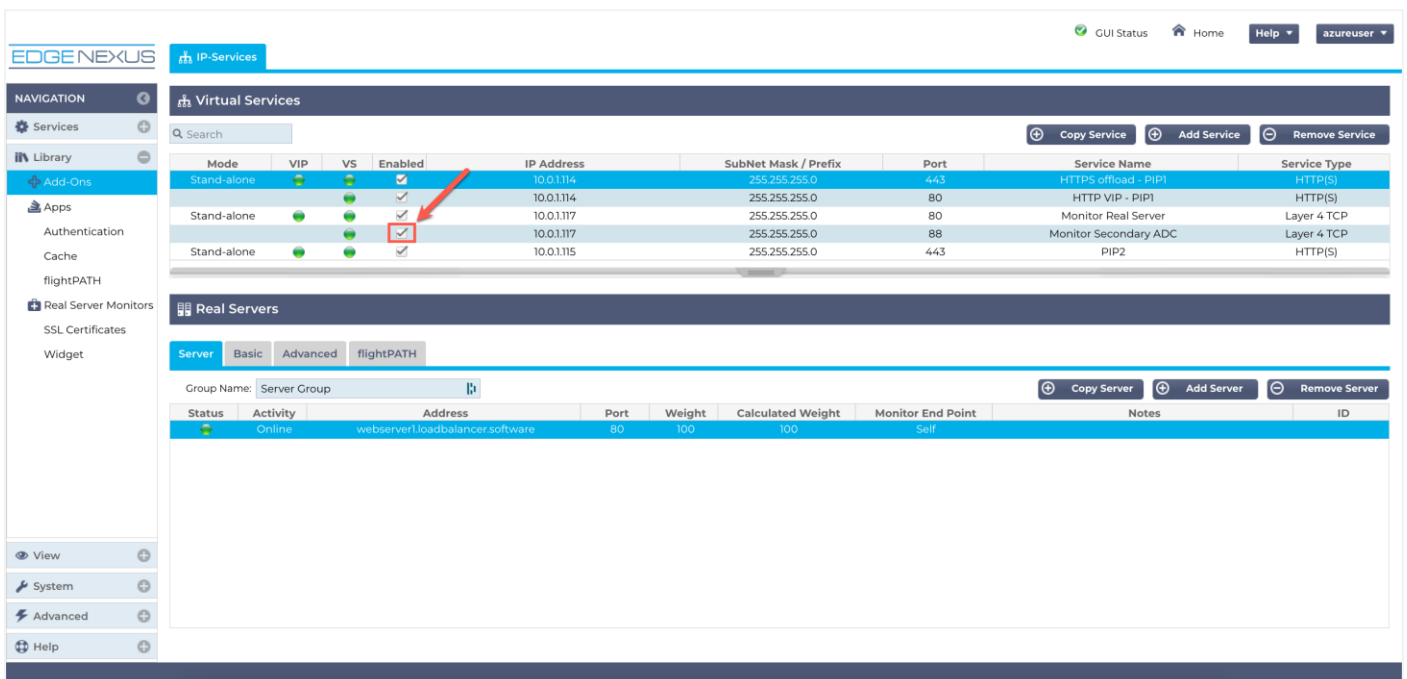 GUI Status Home Help azureuser
EDGENEXUS IP-Services
NAVIGATION
Services
Library
Add-Ons
Apps
Authentication
Cache
flightPATH
Real Server Monitors
SSL Certificates
Widget
View
System
Advanced
Help
Virtual Services
Search Copy Service Add Service Remove Service
Mode VIP VS Enabled IP Address SubNet Mask / Prefix Port Service Name Service Type
Stand-alone 10.0.1.114 255.255.255.0 443 HTTPS offload - PIP1 HTTP(S)
10.0.1.114 255.255.255.0 80 HTTP VIP - PIP1 HTTP(S)
Stand-alone 10.0.1.117 255.255.255.0 80 Monitor Real Server Layer 4 TCP
10.0.1.117 255.255.255.0 88 Monitor Secondary ADC Layer 4 TCP
Stand-alone 10.0.1.115 255.255.255.0 443 PIP2 HTTP(S)
Real Servers
Server Basic Advanced flightPATH
Group Name: Server Group Copy Server Add Server Remove Server
Status Activity Address Port Weight Calculated Weight Monitor End Point Notes ID
Online webserver1.loadbalancer.software 80 100 100 Self